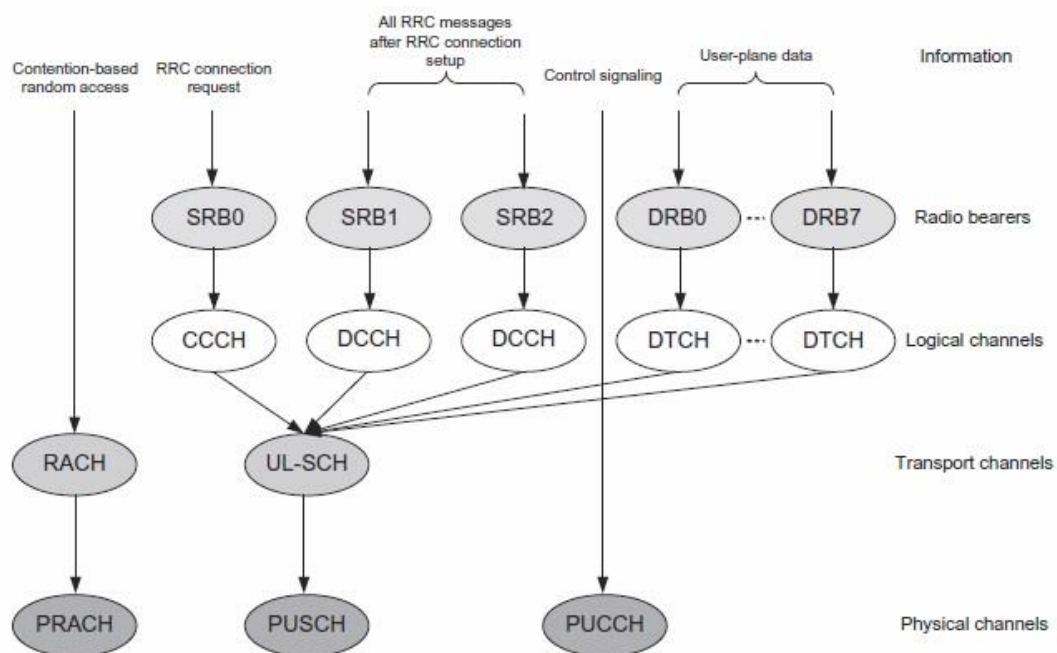 All RRC messages
after RRC connection
setup
Contention-based
random access
RRC connection
request
Control signaling
User-plane data
Information
SRB0
SRB1
SRB2
DRB0
DRB7
Radio bearers
CCCH
DCCH
DCCH
DTCH
DTCH
Logical channels
RACH
UL-SCH
Transport channels
PRACH
PUSCH
PUCCH
Physical channels